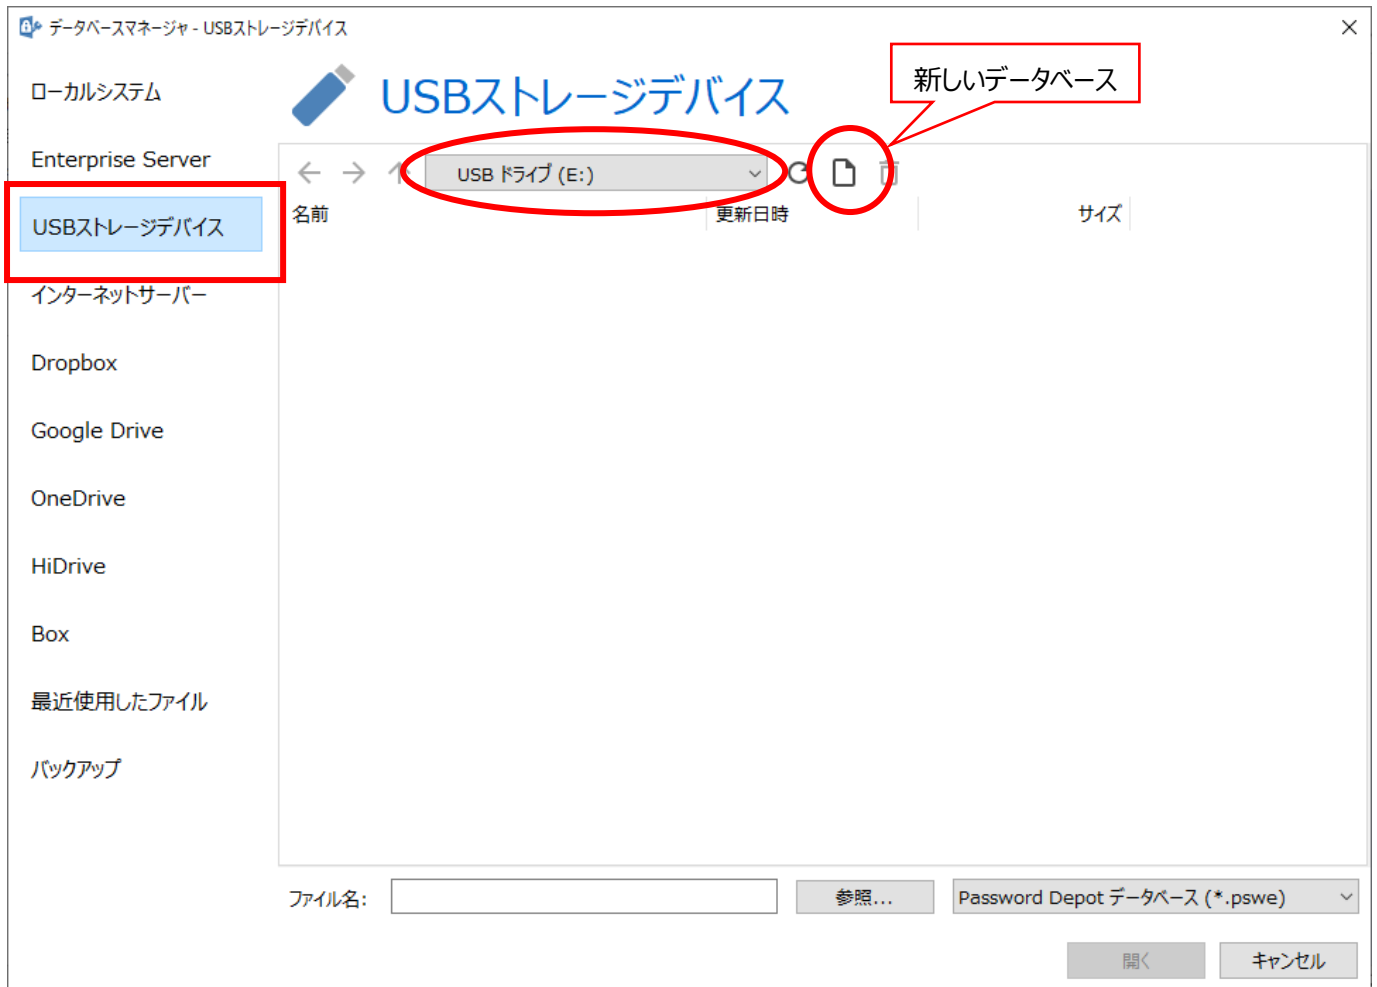 データベースマネージャ - USBストレージデバイス
ローカルシステム
Enterprise Server
USBストレージデバイス
インターネットサーバー
Dropbox
Google Drive
OneDrive
HiDrive
Box
最近使用したファイル
バックアップ
USBストレージデバイス
新しいデータベース
USB ドライブ (E:)
名前 更新日時 サイズ
ファイル名: 参照... Password Depot データベース (*.pswe)
開く キャンセル